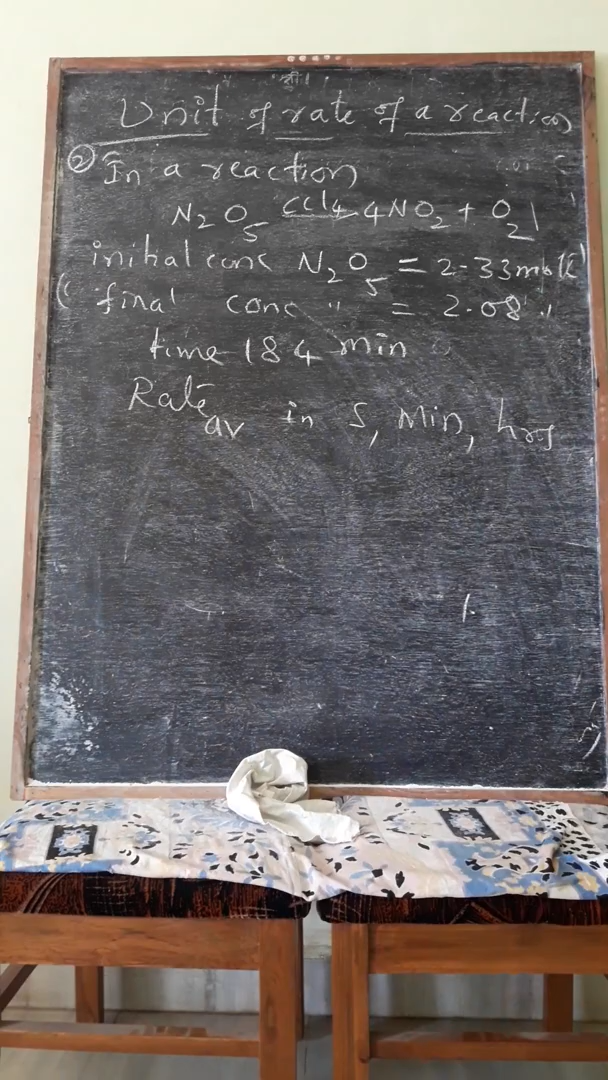 श्री
Unit of rate of a reaction
② In a reaction
N₂O₅ CCl₄ 4NO₂ + O₂
initial conc N₂O₅ = 2.33 mol
final conc " = 2.08 "
time 184 min
Rate av in S, Min, hrs